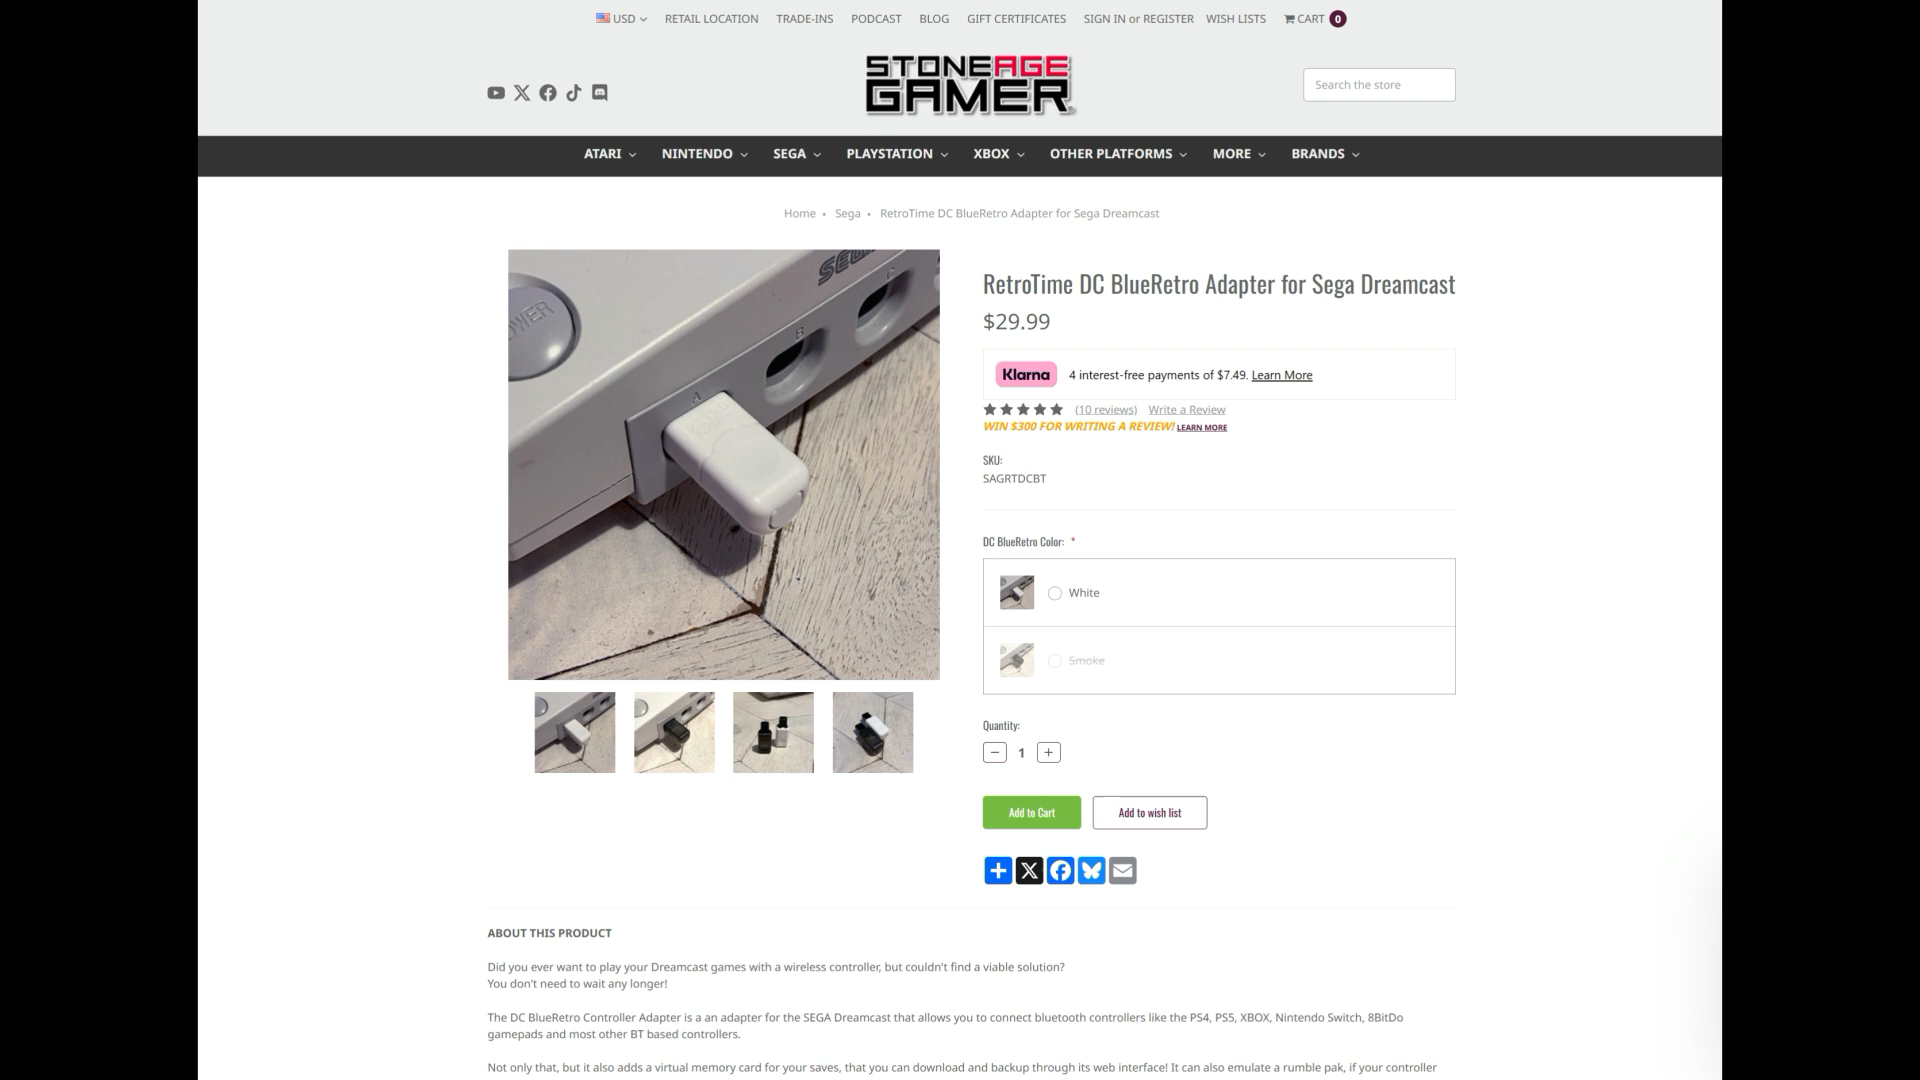 USD RETAIL LOCATION TRADE-INS PODCAST BLOG GIFT CERTIFICATES SIGN IN or REGISTER WISH LISTS CART 0
STONEAGE
GAMER
Search the store
ATARI NINTENDO SEGA PLAYSTATION XBOX OTHER PLATFORMS MORE BRANDS
Home • Sega • RetroTime DC BlueRetro Adapter for Sega Dreamcast
SEGA
POWER
A
B
RetroTime DC BlueRetro Adapter for Sega Dreamcast
$29.99
Klarna 4 interest-free payments of $7.49. Learn More
(10 reviews) Write a Review
WIN $300 FOR WRITING A REVIEW! LEARN MORE
SKU:
SAGRTDCBT
DC BlueRetro Color: *
White
Smoke
Quantity:
1
Add to Cart Add to wish list
ABOUT THIS PRODUCT
Did you ever want to play your Dreamcast games with a wireless controller, but couldn't find a viable solution?
You don't need to wait any longer!
The DC BlueRetro Controller Adapter is a an adapter for the SEGA Dreamcast that allows you to connect bluetooth controllers like the PS4, PS5, XBOX, Nintendo Switch, 8BitDo
gamepads and most other BT based controllers.
Not only that, but it also adds a virtual memory card for your saves, that you can download and backup through its web interface! It can also emulate a rumble pak, if your controller